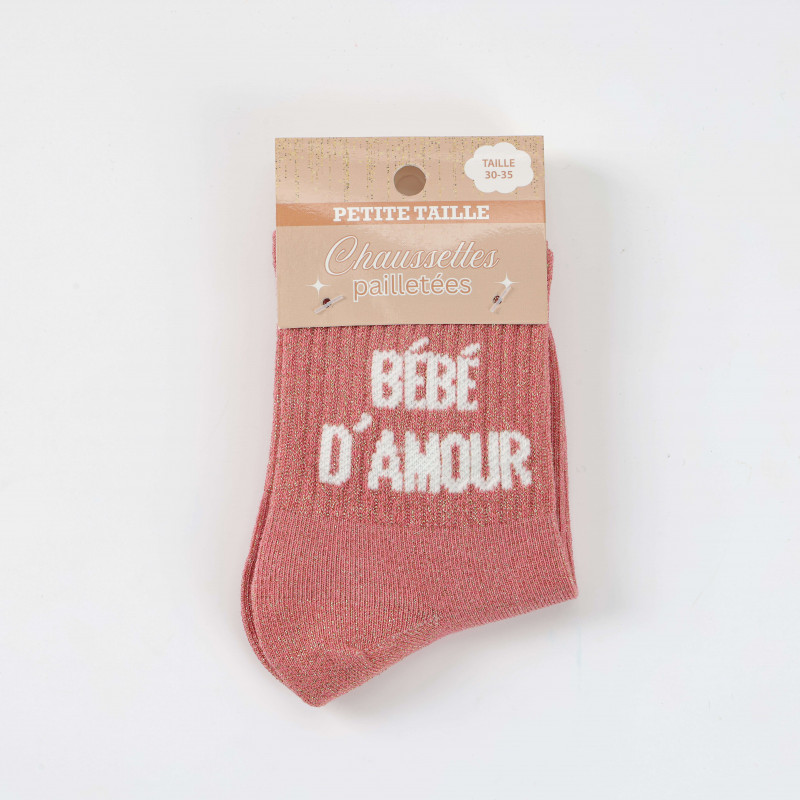 TAILLE
30-35
PETITE TAILLE
Chaussettes
pailletées
BÉBÉ
D'AMOUR